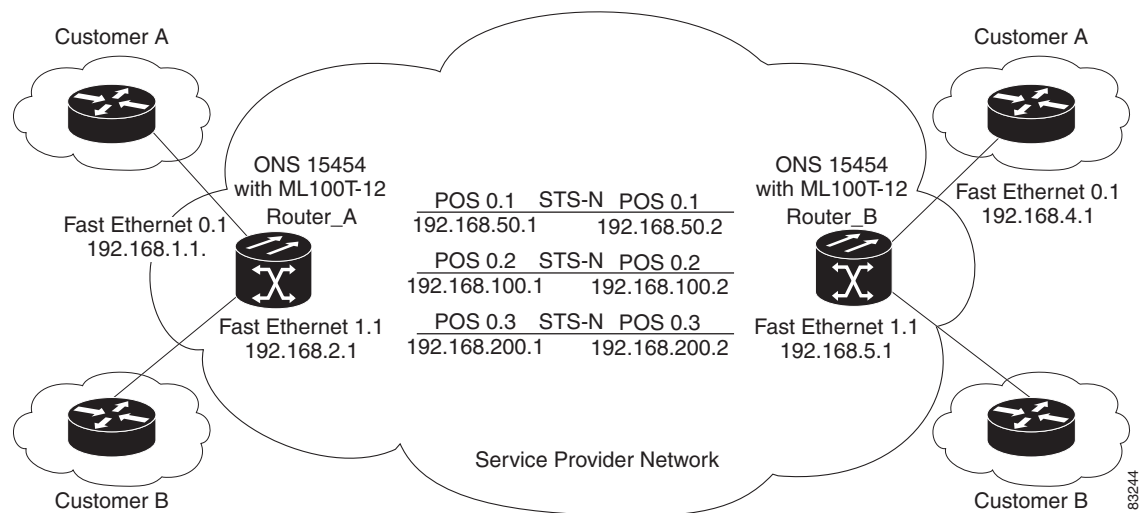 Customer A
Customer A
ONS 15454
with ML100T-12
Router_A
Fast Ethernet 0.1
192.168.1.1.
ONS 15454
with ML100T-12
Router_B
Fast Ethernet 0.1
192.168.4.1
POS 0.1 STS-N POS 0.1
192.168.50.1 192.168.50.2
POS 0.2 STS-N POS 0.2
192.168.100.1 192.168.100.2
POS 0.3 STS-N POS 0.3
192.168.200.1 192.168.200.2
Fast Ethernet 1.1
192.168.2.1
Fast Ethernet 1.1
192.168.5.1
Service Provider Network
Customer B
Customer B
83244